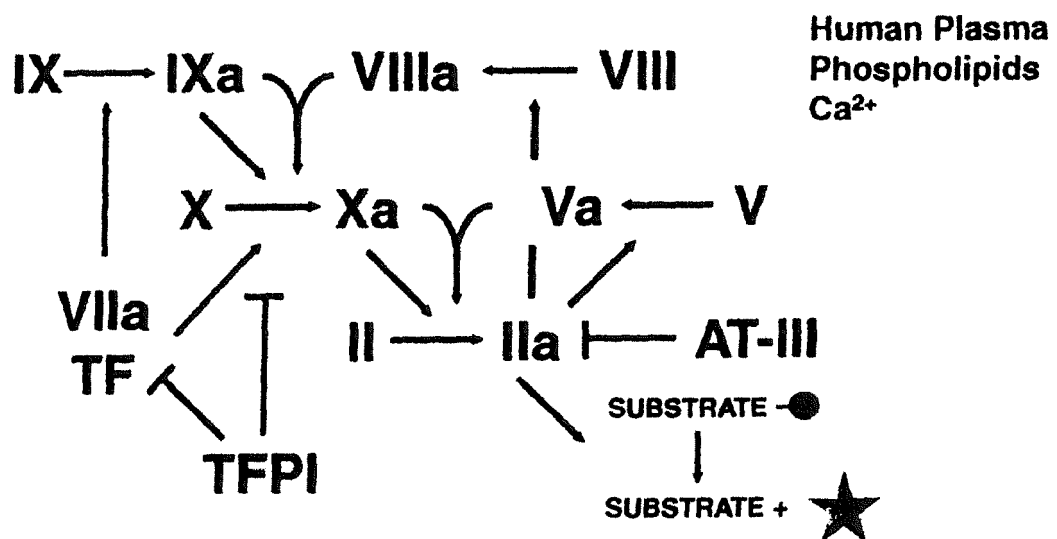 IX IXa VIIIa VIII
Human Plasma
Phospholipids
Ca²⁺
X Xa Va V
VIIa
TF
II IIa AT-III
SUBSTRATE
TFPI
SUBSTRATE +